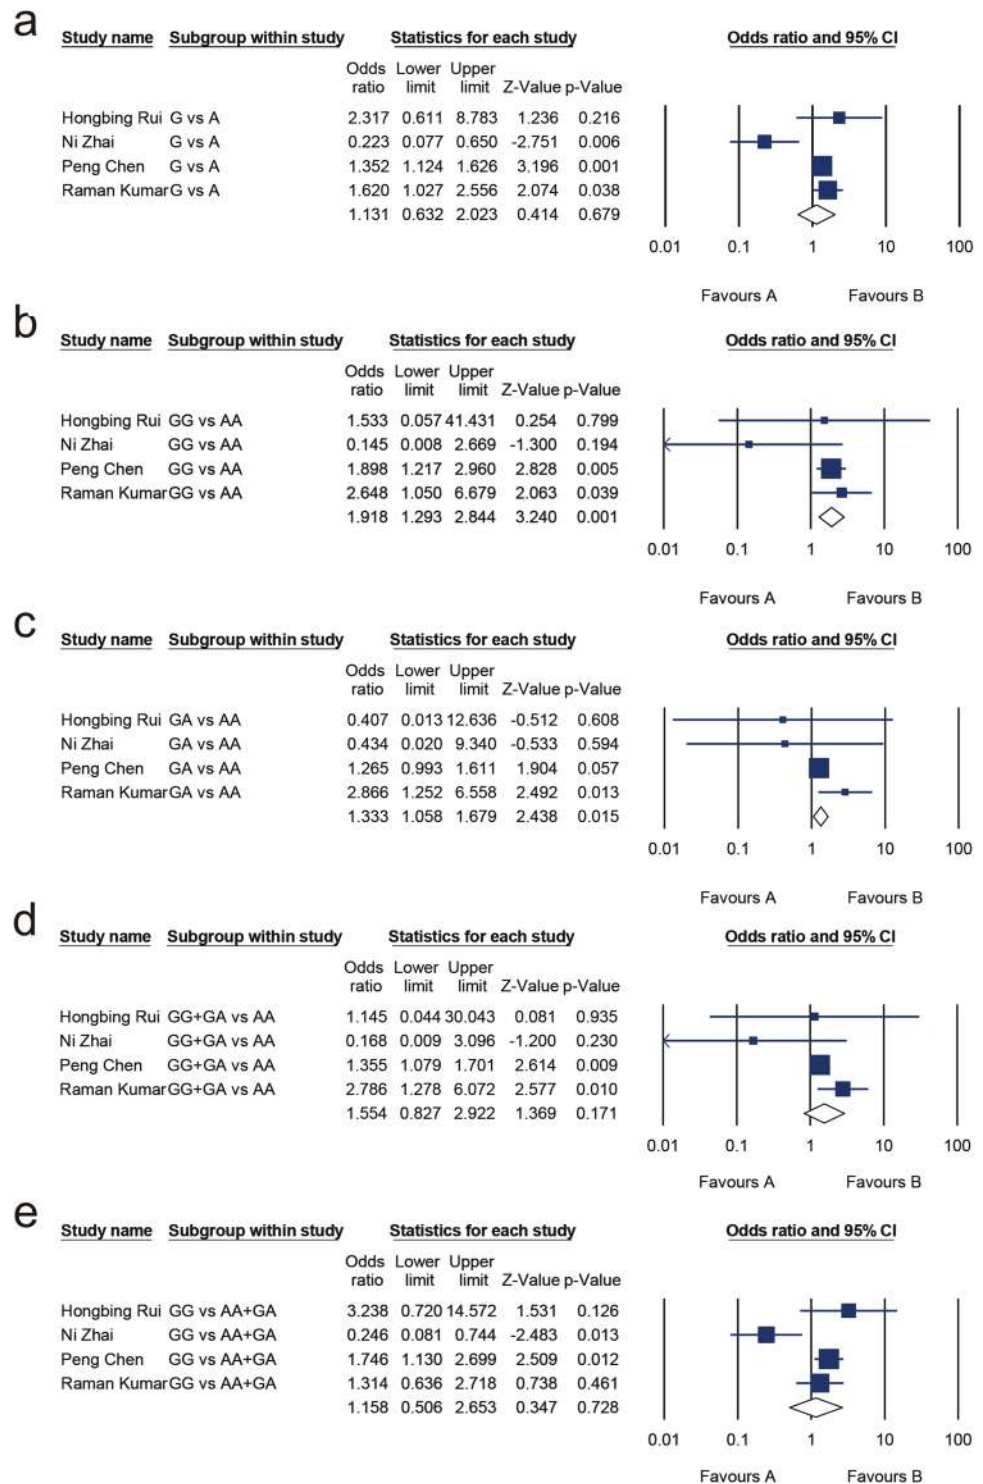 a
Study name Subgroup within study Statistics for each study Odds ratio and 95% CI
Odds Lower Upper
ratio limit limit Z-Value p-Value
Hongbing Rui G vs A 2.317 0.611 8.783 1.236 0.216
Ni Zhai G vs A 0.223 0.077 0.650 -2.751 0.006
Peng Chen G vs A 1.352 1.124 1.626 3.196 0.001
Raman Kumar G vs A 1.620 1.027 2.556 2.074 0.038
1.131 0.632 2.023 0.414 0.679
0.01 0.1 1 10 100
Favours A Favours B
b
Study name Subgroup within study Statistics for each study Odds ratio and 95% CI
Odds Lower Upper
ratio limit limit Z-Value p-Value
Hongbing Rui GG vs AA 1.533 0.057 41.431 0.254 0.799
Ni Zhai GG vs AA 0.145 0.008 2.669 -1.300 0.194
Peng Chen GG vs AA 1.898 1.217 2.960 2.828 0.005
Raman Kumar GG vs AA 2.648 1.050 6.679 2.063 0.039
1.918 1.293 2.844 3.240 0.001
0.01 0.1 1 10 100
Favours A Favours B
c
Study name Subgroup within study Statistics for each study Odds ratio and 95% CI
Odds Lower Upper
ratio limit limit Z-Value p-Value
Hongbing Rui GA vs AA 0.407 0.013 12.636 -0.512 0.608
Ni Zhai GA vs AA 0.434 0.020 9.340 -0.533 0.594
Peng Chen GA vs AA 1.265 0.993 1.611 1.904 0.057
Raman Kumar GA vs AA 2.866 1.252 6.558 2.492 0.013
1.333 1.058 1.679 2.438 0.015
0.01 0.1 1 10 100
Favours A Favours B
d
Study name Subgroup within study Statistics for each study Odds ratio and 95% CI
Odds Lower Upper
ratio limit limit Z-Value p-Value
Hongbing Rui GG+GA vs AA 1.145 0.044 30.043 0.081 0.935
Ni Zhai GG+GA vs AA 0.168 0.009 3.096 -1.200 0.230
Peng Chen GG+GA vs AA 1.355 1.079 1.701 2.614 0.009
Raman Kumar GG+GA vs AA 2.786 1.278 6.072 2.577 0.010
1.554 0.827 2.922 1.369 0.171
0.01 0.1 1 10 100
Favours A Favours B
e
Study name Subgroup within study Statistics for each study Odds ratio and 95% CI
Odds Lower Upper
ratio limit limit Z-Value p-Value
Hongbing Rui GG vs AA+GA 3.238 0.720 14.572 1.531 0.126
Ni Zhai GG vs AA+GA 0.246 0.081 0.744 -2.483 0.013
Peng Chen GG vs AA+GA 1.746 1.130 2.699 2.509 0.012
Raman Kumar GG vs AA+GA 1.314 0.636 2.718 0.738 0.461
1.158 0.506 2.653 0.347 0.728
0.01 0.1 1 10 100
Favours A Favours B